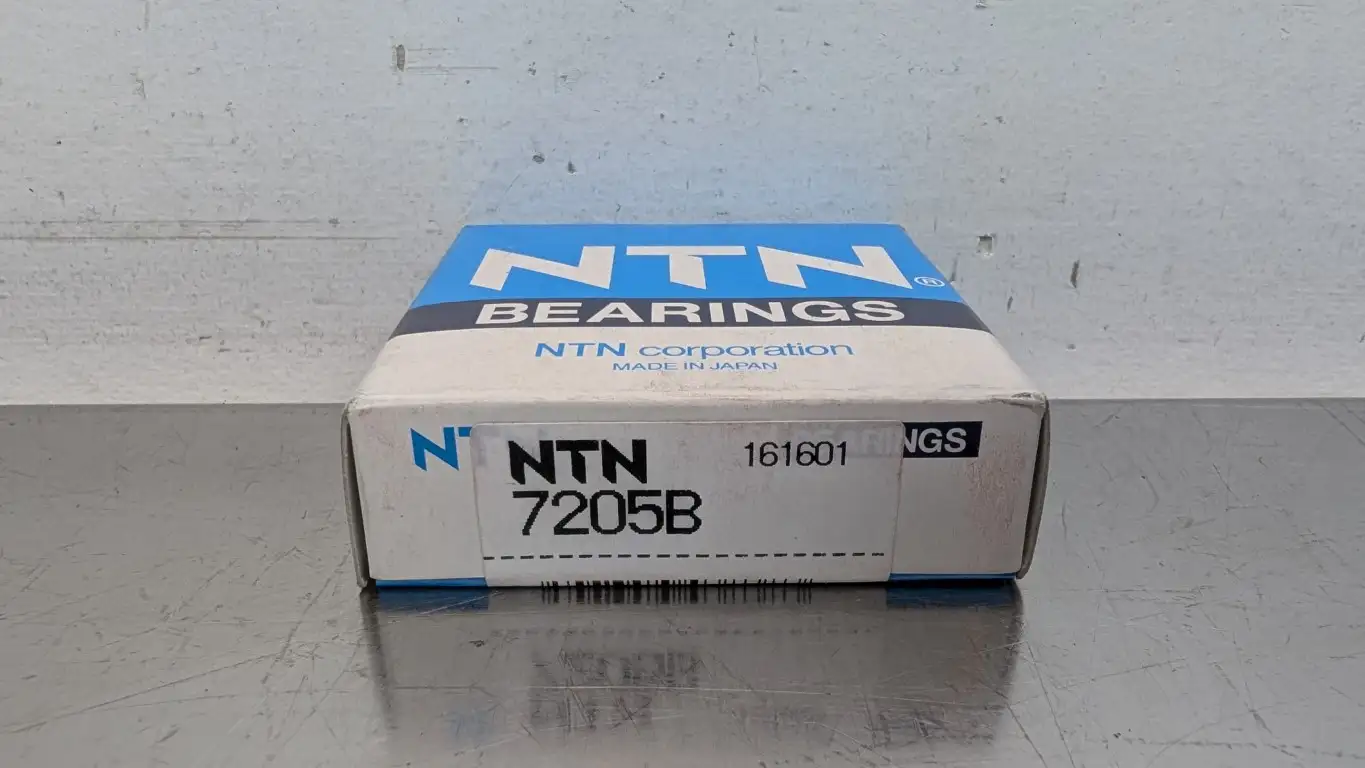 NTN®
BEARINGS
NTN corporation
MADE IN JAPAN
NTN 161601
7205B